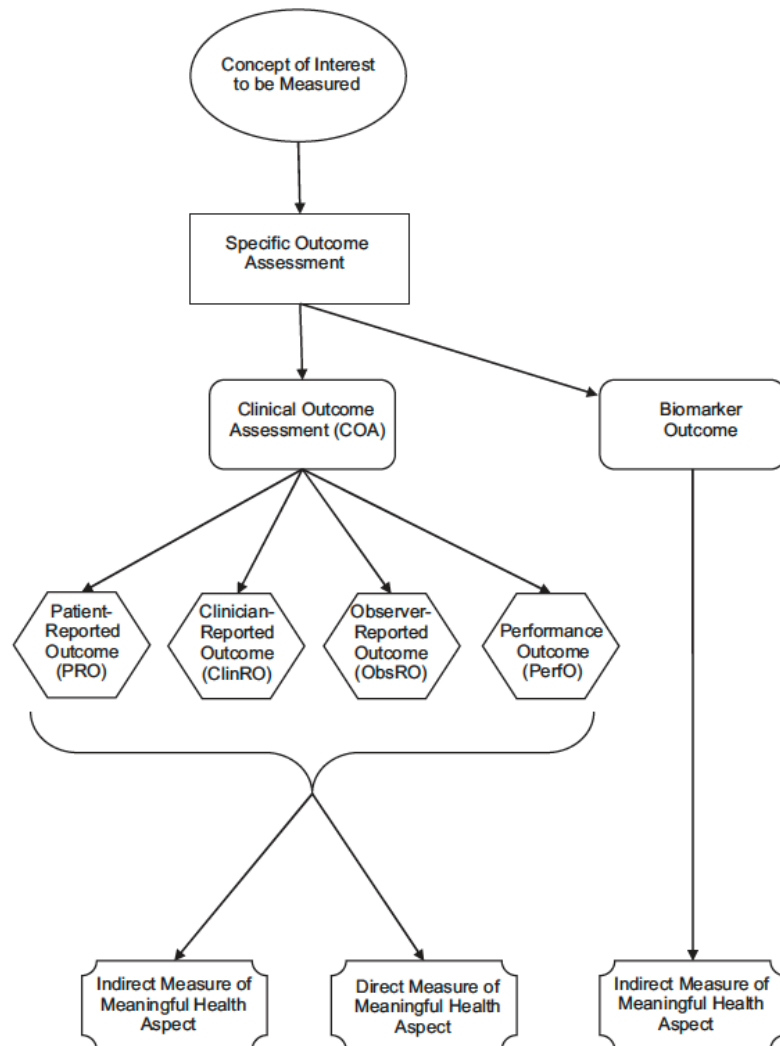 Concept of Interest
to be Measured
Specific Outcome
Assessment
Clinical Outcome
Assessment (COA)
Biomarker
Outcome
Patient-
Reported
Outcome
(PRO)
Clinician-
Reported
Outcome
(ClinRO)
Observer-
Reported
Outcome
(ObsRO)
Performance
Outcome
(PerfO)
Indirect Measure of
Meaningful Health
Aspect
Direct Measure of
Meaningful Health
Aspect
Indirect Measure of
Meaningful Health
Aspect